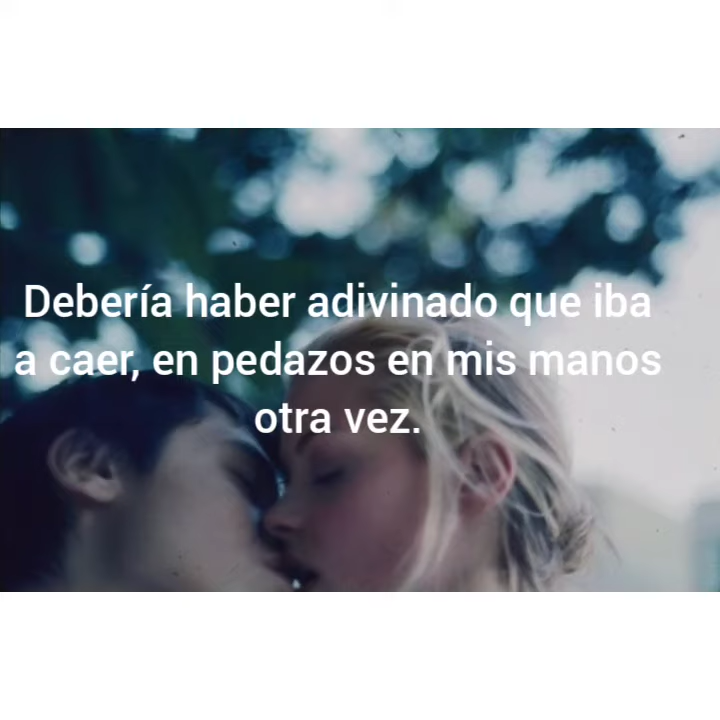 Debería haber adivinado que iba
a caer, en pedazos en mis manos
otra vez.